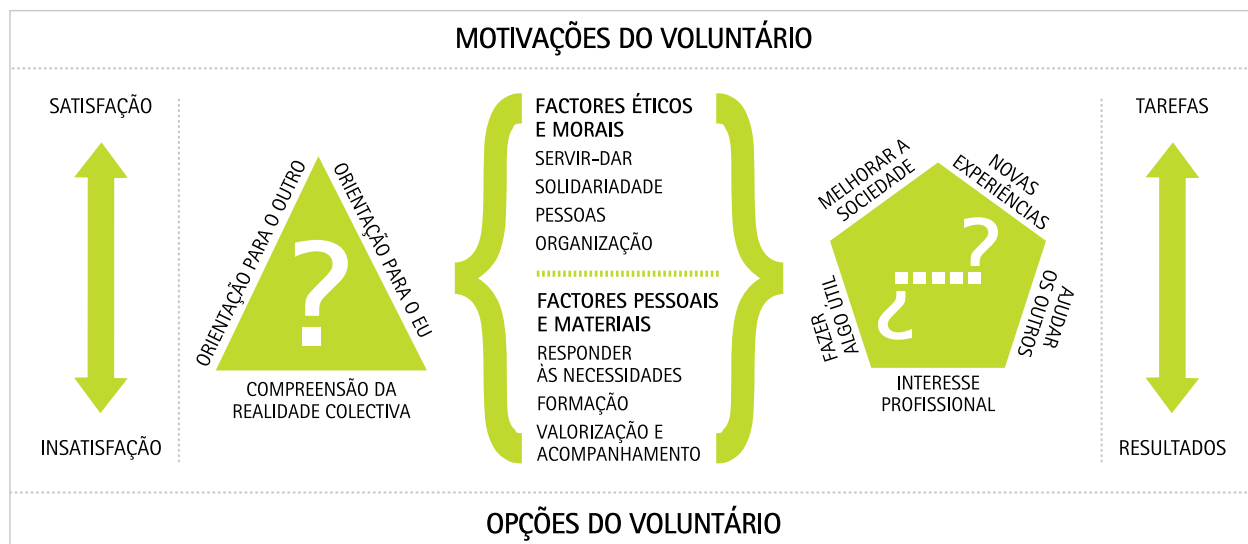 MOTIVAÇÕES DO VOLUNTÁRIO
SATISFAÇÃO
INSATISFAÇÃO
ORIENTAÇÃO PARA O OUTRO
ORIENTAÇÃO PARA O EU
?
COMPREENSÃO DA
REALIDADE COLECTIVA
FACTORES ÉTICOS
E MORAIS
SERVIR-DAR
SOLIDARIADADE
PESSOAS
ORGANIZAÇÃO
FACTORES PESSOAIS
E MATERIAIS
RESPONDER
ÀS NECESSIDADES
FORMAÇÃO
VALORIZAÇÃO E
ACOMPANHAMENTO
MELHORAR A
SOCIEDADE
NOVAS
EXPERIÊNCIAS
FAZER
ALGO ÚTIL
¿.....?
AJUDAR
OS OUTROS
INTERESSE
PROFISSIONAL
TAREFAS
RESULTADOS
OPÇÕES DO VOLUNTÁRIO